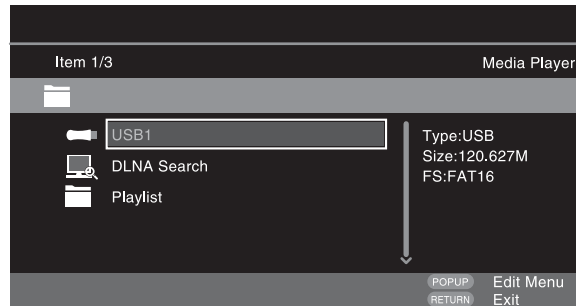 Item 1/3 Media Player
USB1
DLNA Search
Playlist
Type:USB
Size:120.627M
FS:FAT16
POPUP Edit Menu
RETURN Exit